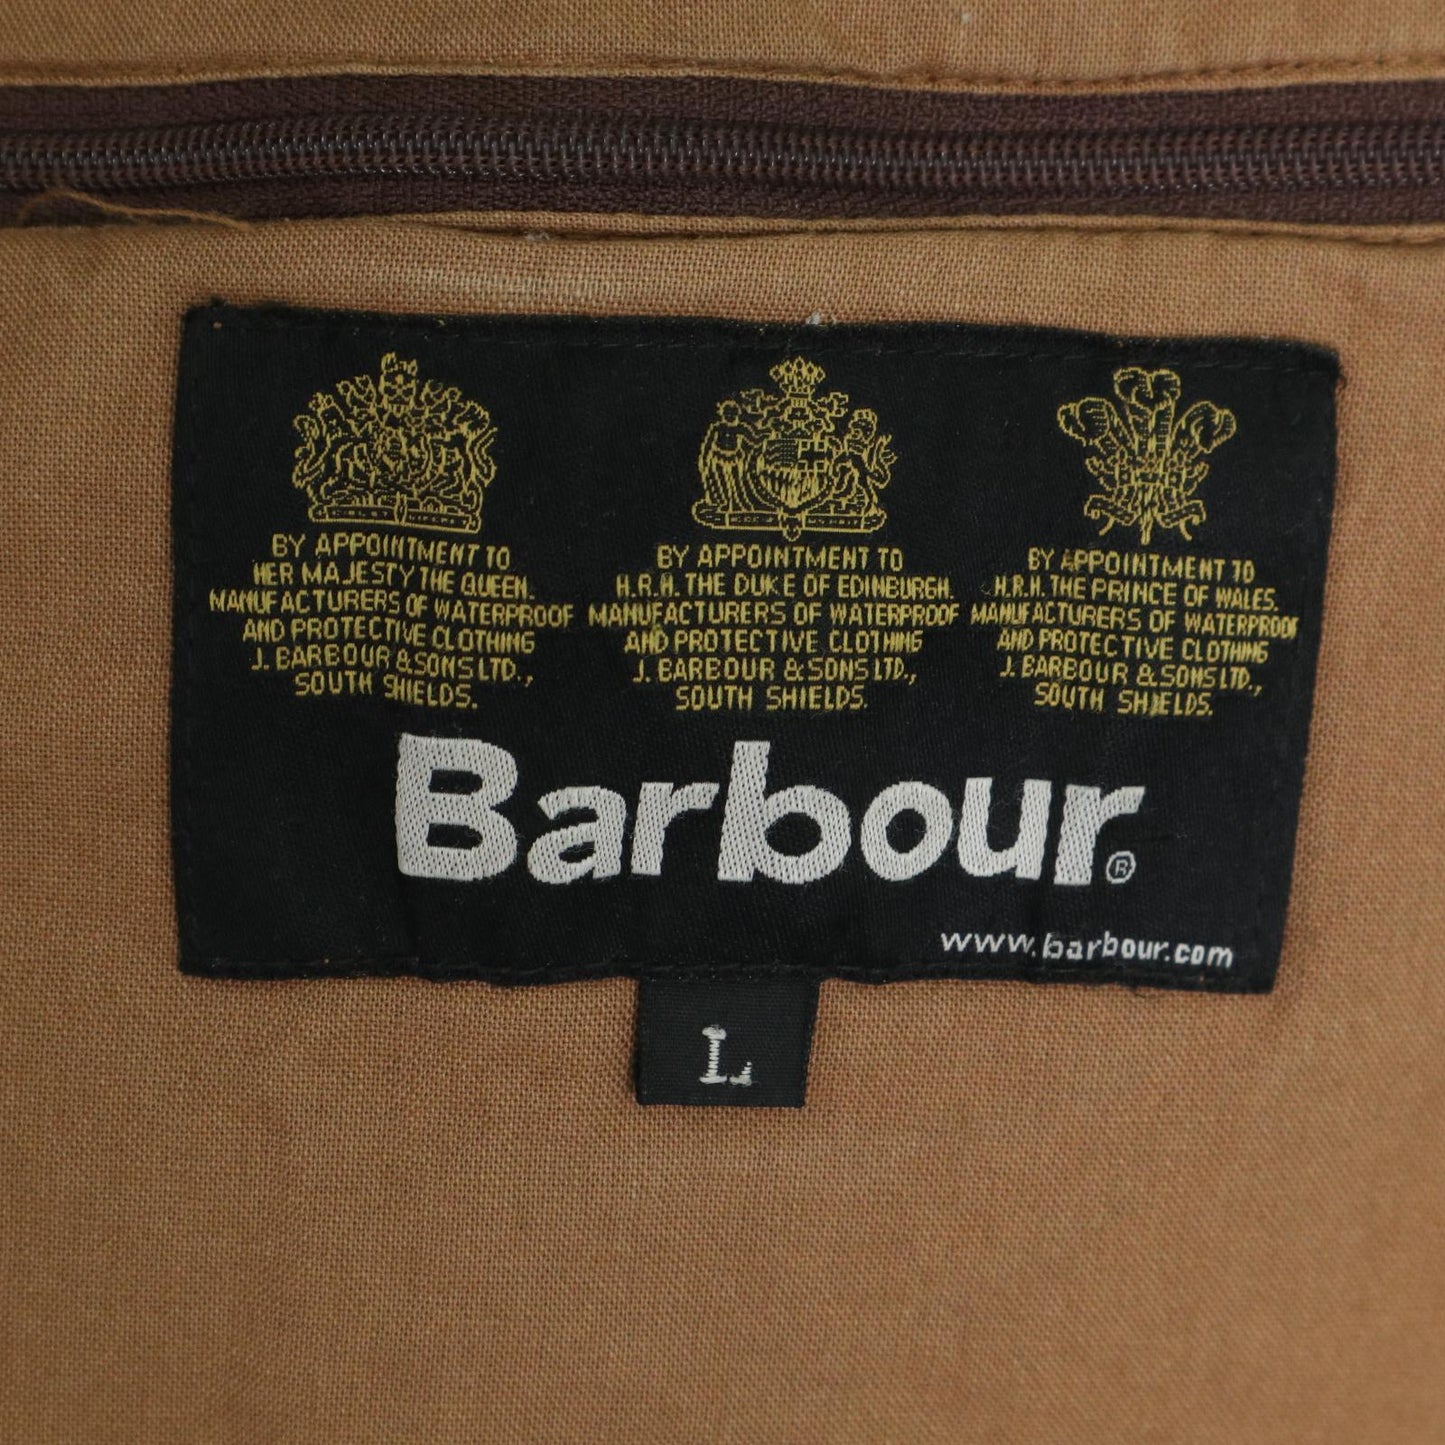 BY APPOINTMENT TO
HER MAJESTY THE QUEEN.
MANUFACTURERS OF WATERPROOF
AND PROTECTIVE CLOTHING
J. BARBOUR & SONS LTD.,
SOUTH SHIELDS.
BY APPOINTMENT TO
H.R.H. THE DUKE OF EDINBURGH.
MANUFACTURERS OF WATERPROOF
AND PROTECTIVE CLOTHING
J. BARBOUR & SONS LTD.,
SOUTH SHIELDS.
BY APPOINTMENT TO
H.R.H. THE PRINCE OF WALES.
MANUFACTURERS OF WATERPROOF
AND PROTECTIVE CLOTHING
J. BARBOUR & SONS LTD.,
SOUTH SHIELDS.
Barbour®
www.barbour.com
L